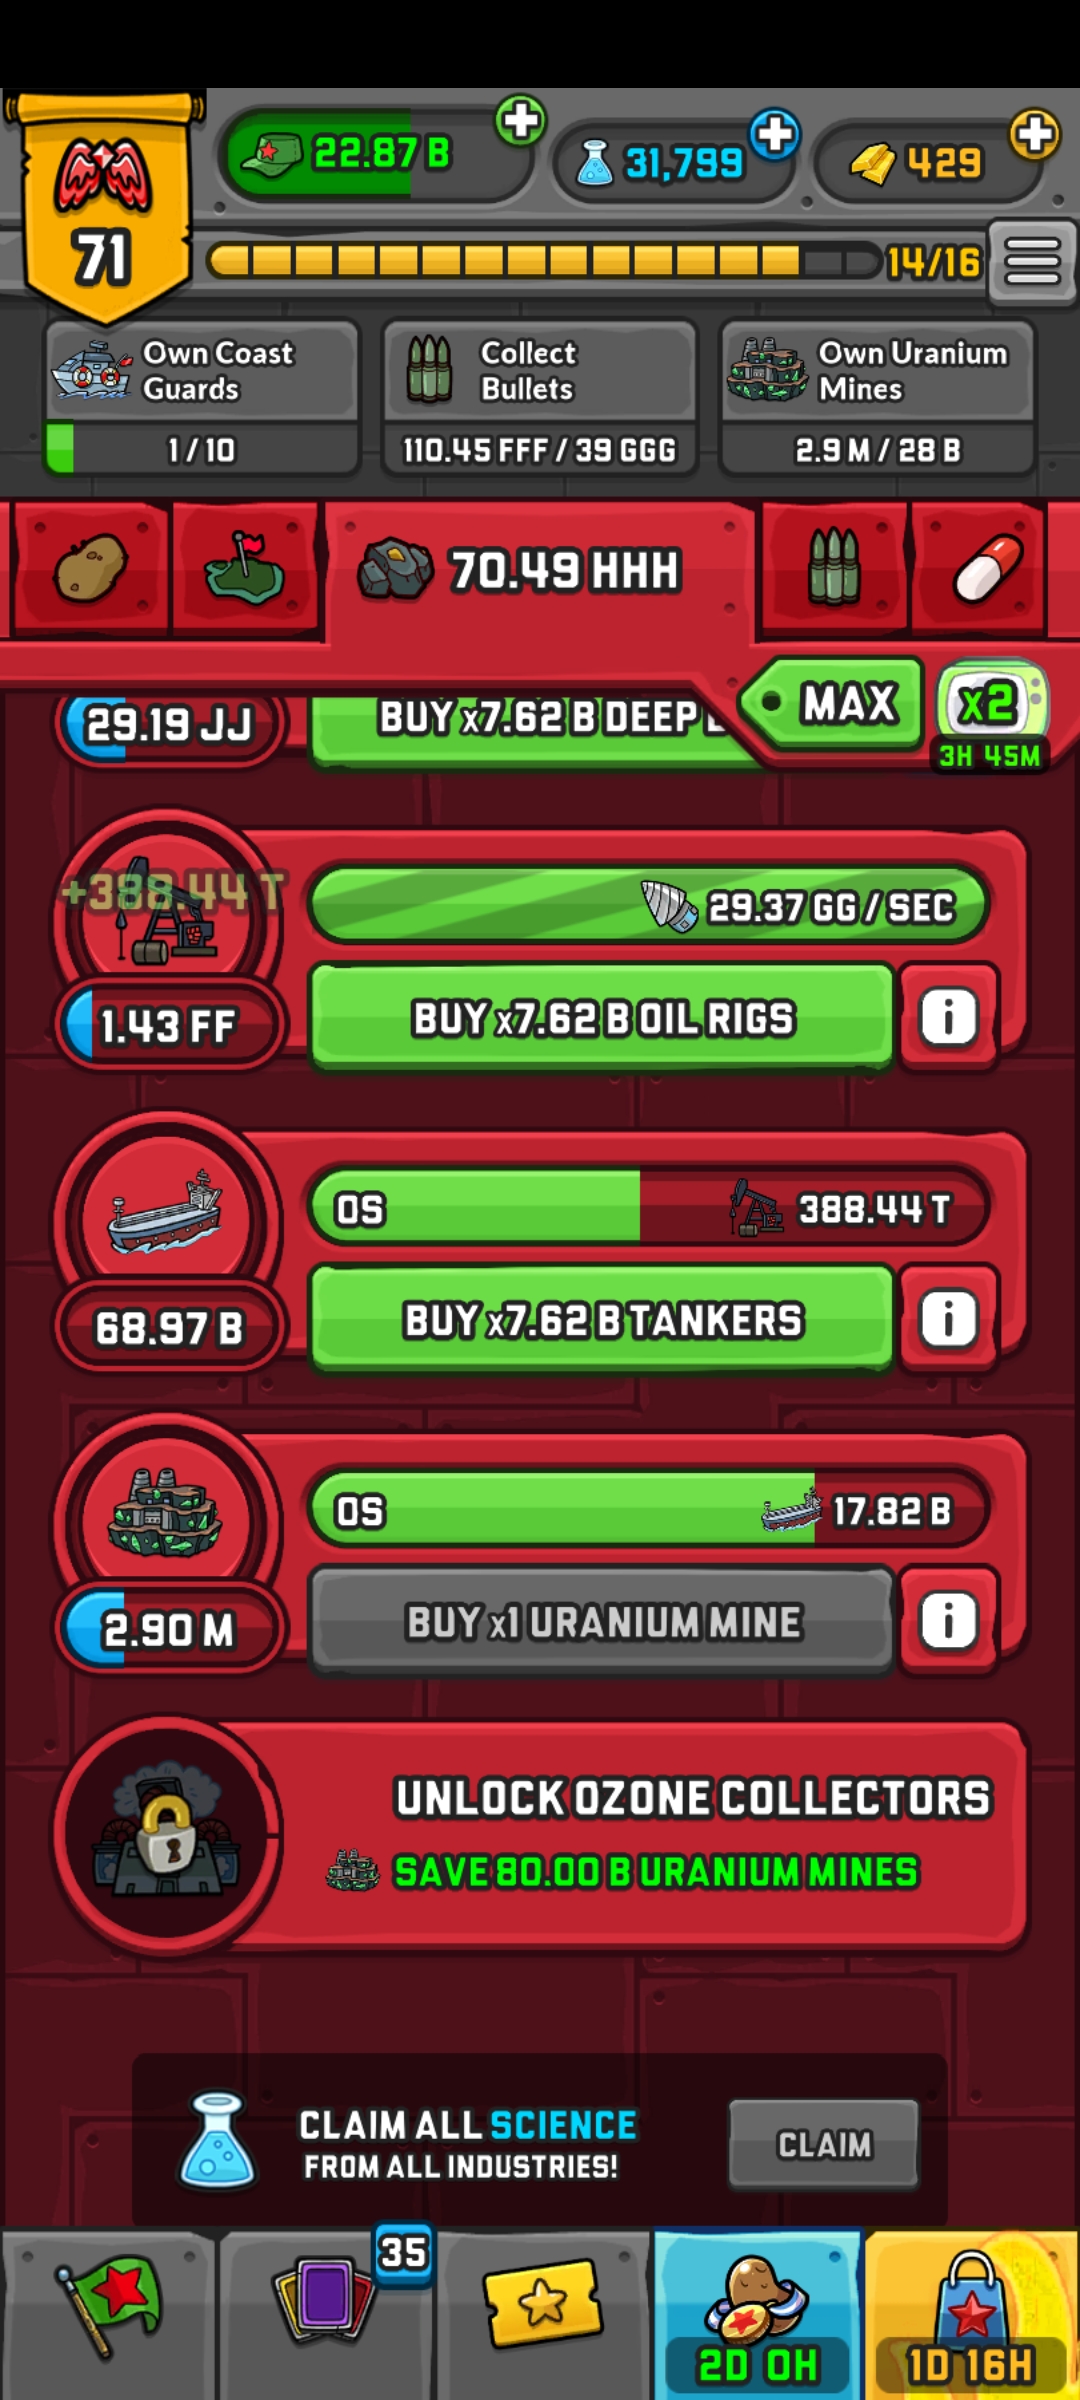 71
22.87 B
31,799
429
14/16
Own Coast
Guards
1/10
Collect
Bullets
110.45 FFF/39 GGG
Own Uranium
Mines
2.9 M/28 B
70.49 HHH
MAX
x2
3H 45M
29.19 JJ
BUY x7.62 B DEEP
+388.44 T
29.37 GG/SEC
1.43 FF
BUY x7.62 B OIL RIGS
i
0S
388.44 T
68.97 B
BUY x7.62 B TANKERS
i
0S
17.82 B
2.90 M
BUY x1 URANIUM MINE
i
UNLOCK OZONE COLLECTORS
SAVE 80.00 B URANIUM MINES
CLAIM ALL SCIENCE
FROM ALL INDUSTRIES!
CLAIM
35
2D 0H
1D 16H